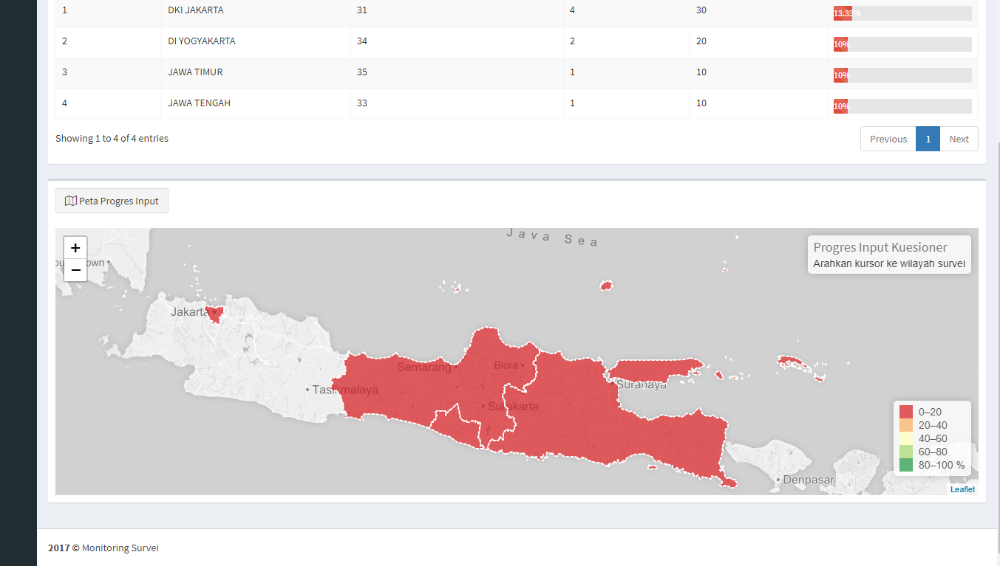 1 DKI JAKARTA 31 4 30 13.33%
2 DI YOGYAKARTA 34 2 20 10%
3 JAWA TIMUR 35 1 10 10%
4 JAWA TENGAH 33 1 10 10%
Showing 1 to 4 of 4 entries
Previous 1 Next
Peta Progres Input
+
−
Java Sea
Progres Input Kuesioner
Arahkan kursor ke wilayah survei
Jakarta
Semarang
Blora
Tasikmalaya
Surabaya
Surakarta
Denpasar
0–20
20–40
40–60
60–80
80–100 %
Leaflet
2017 © Monitoring Survei